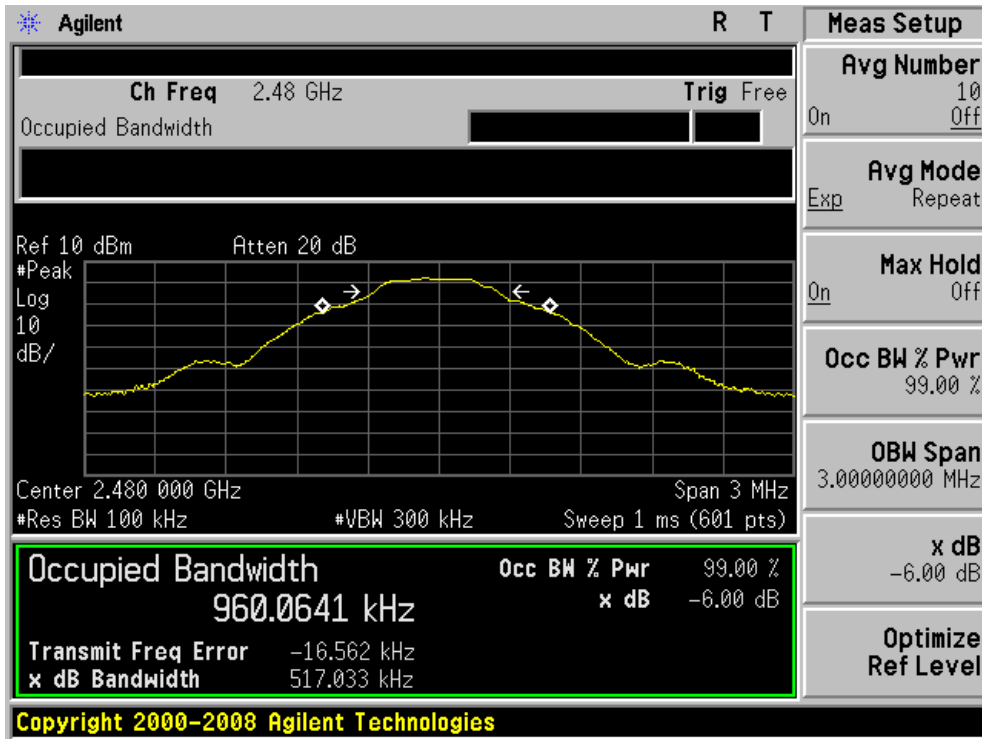 Agilent R T
Ch Freq 2.48 GHz Trig Free
Occupied Bandwidth
Ref 10 dBm Atten 20 dB
#Peak
Log
10
dB/
Center 2.480 000 GHz Span 3 MHz
#Res BW 100 kHz #VBW 300 kHz Sweep 1 ms (601 pts)
Occupied Bandwidth Occ BW % Pwr 99.00 %
960.0641 kHz x dB -6.00 dB
Transmit Freq Error -16.562 kHz
x dB Bandwidth 517.033 kHz
Copyright 2000-2008 Agilent Technologies
Meas Setup
Avg Number
10
On Off
Avg Mode
Exp Repeat
Max Hold
On Off
Occ BW % Pwr
99.00 %
OBW Span
3.00000000 MHz
x dB
-6.00 dB
Optimize
Ref Level